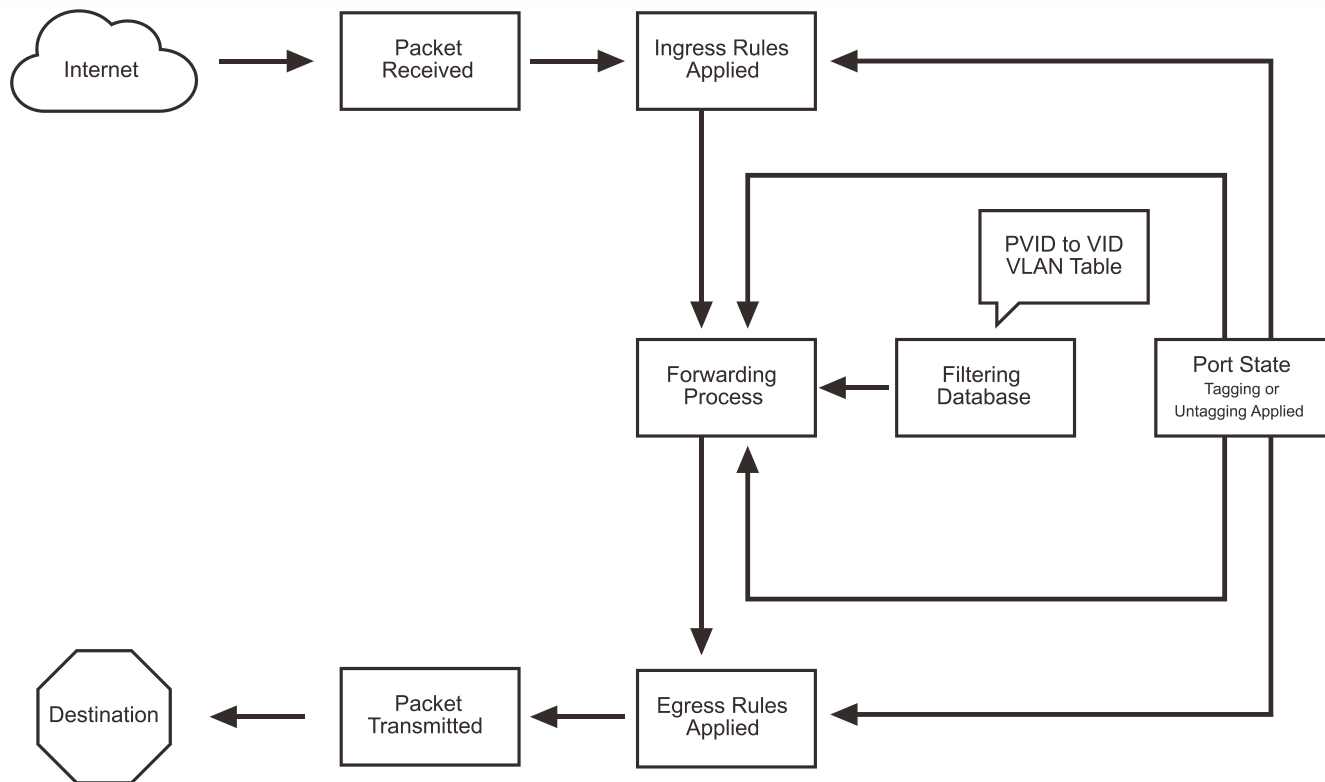 Internet
Packet
Received
Ingress Rules
Applied
PVID to VID
VLAN Table
Forwarding
Process
Filtering
Database
Port State
Tagging or
Untagging Applied
Destination
Packet
Transmitted
Egress Rules
Applied